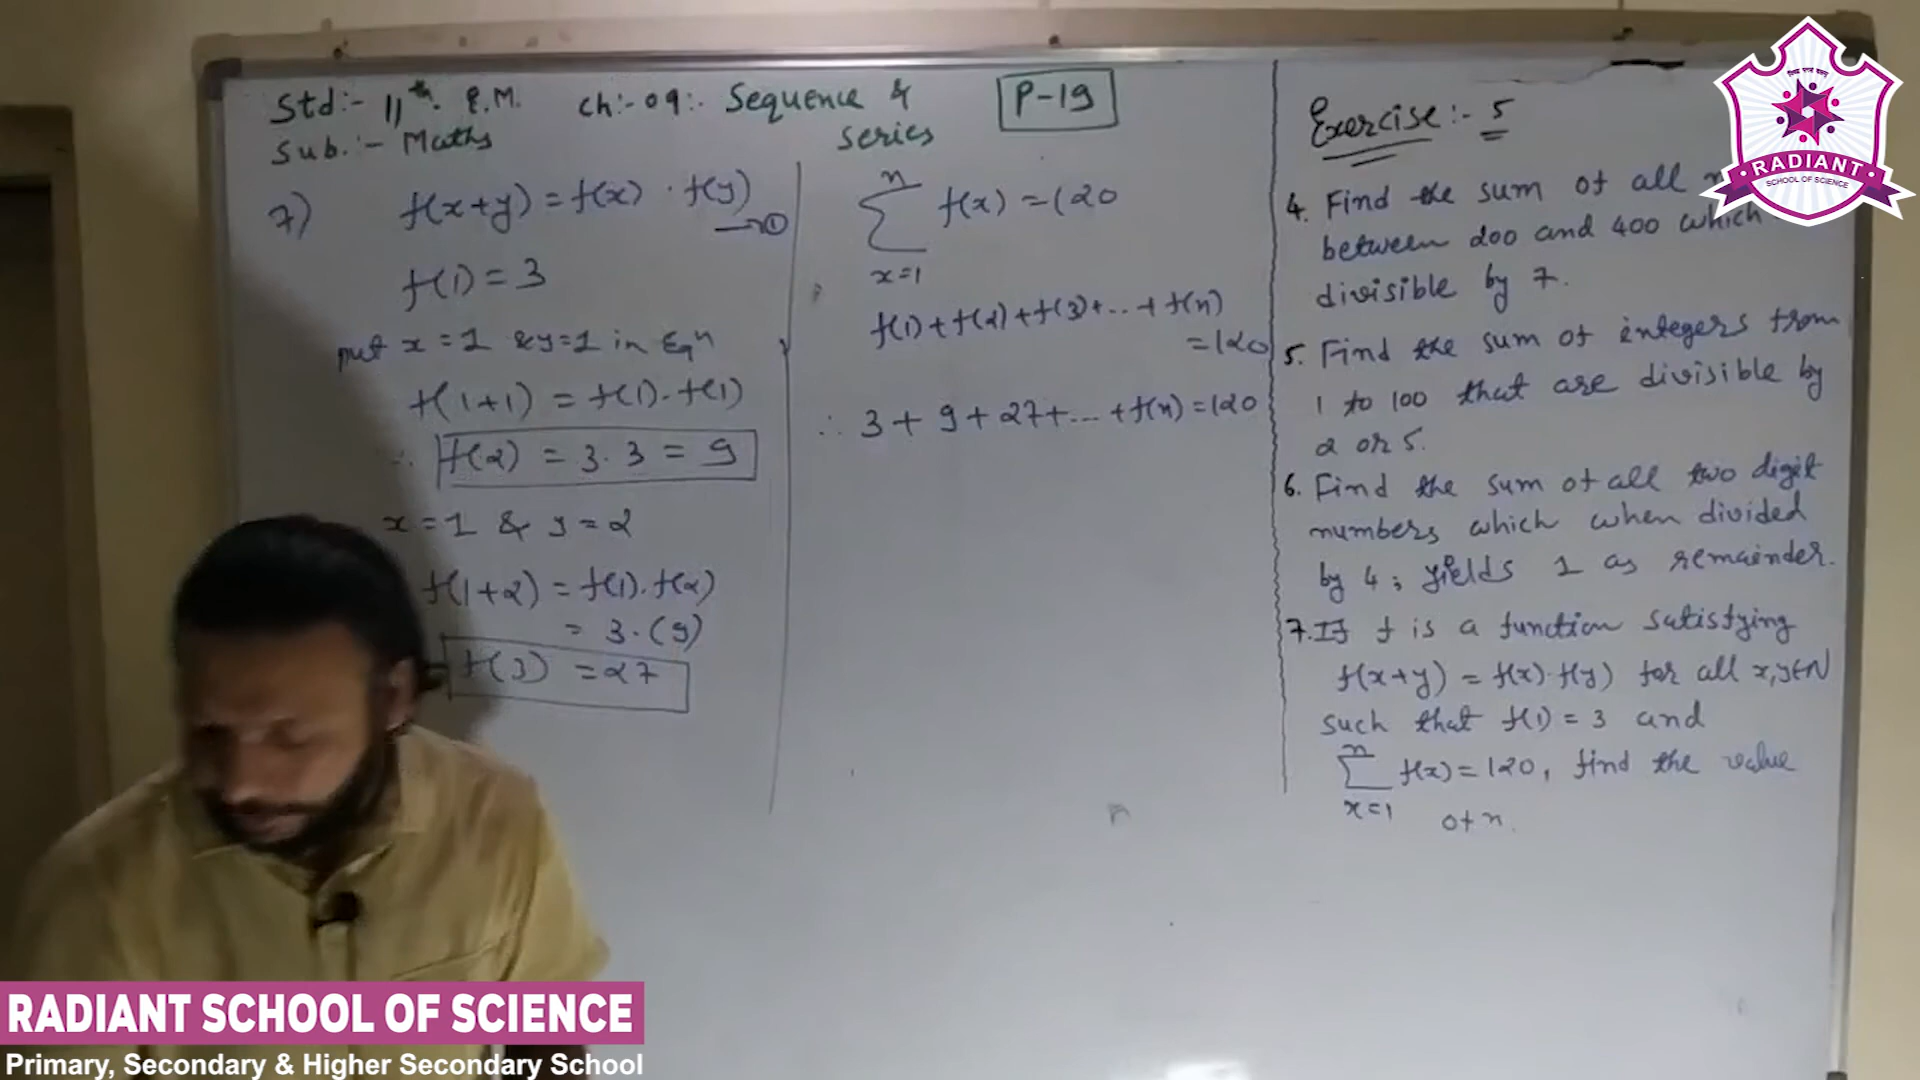 Std:- 11th. E.M.
Sub.:- Maths
ch:-09:- Sequence &
series
P-19
7) f(x+y) = f(x) · f(y) → ①
f(1) = 3
put x = 1 & y=1 in Eqn
f(1+1) = f(1).f(1)
∴ f(2) = 3.3 = 9
x = 1 & y = 2
f(1+2) = f(1).f(2)
= 3.(9)
f(3) = 27
n
∑ f(x) = 120
x=1
f(1)+f(2)+f(3)+...+f(n)
=120
∴ 3 + 9 + 27+... +f(n) = 120
Exercise:- 5
4. Find the sum of all
between 200 and 400 which
divisible by 7.
5. Find the sum of integers from
1 to 100 that are divisible by
2 or 5.
6. Find the sum of all two digit
numbers which when divided
by 4; yields 1 as remainder.
7. If f is a function satisfying
f(x+y) = f(x).f(y) for all x,y∈N
such that f(1) = 3 and
n
∑ f(x) = 120, find the value
x=1 of n.
RADIANT
SCHOOL OF SCIENCE
RADIANT SCHOOL OF SCIENCE
Primary, Secondary & Higher Secondary School